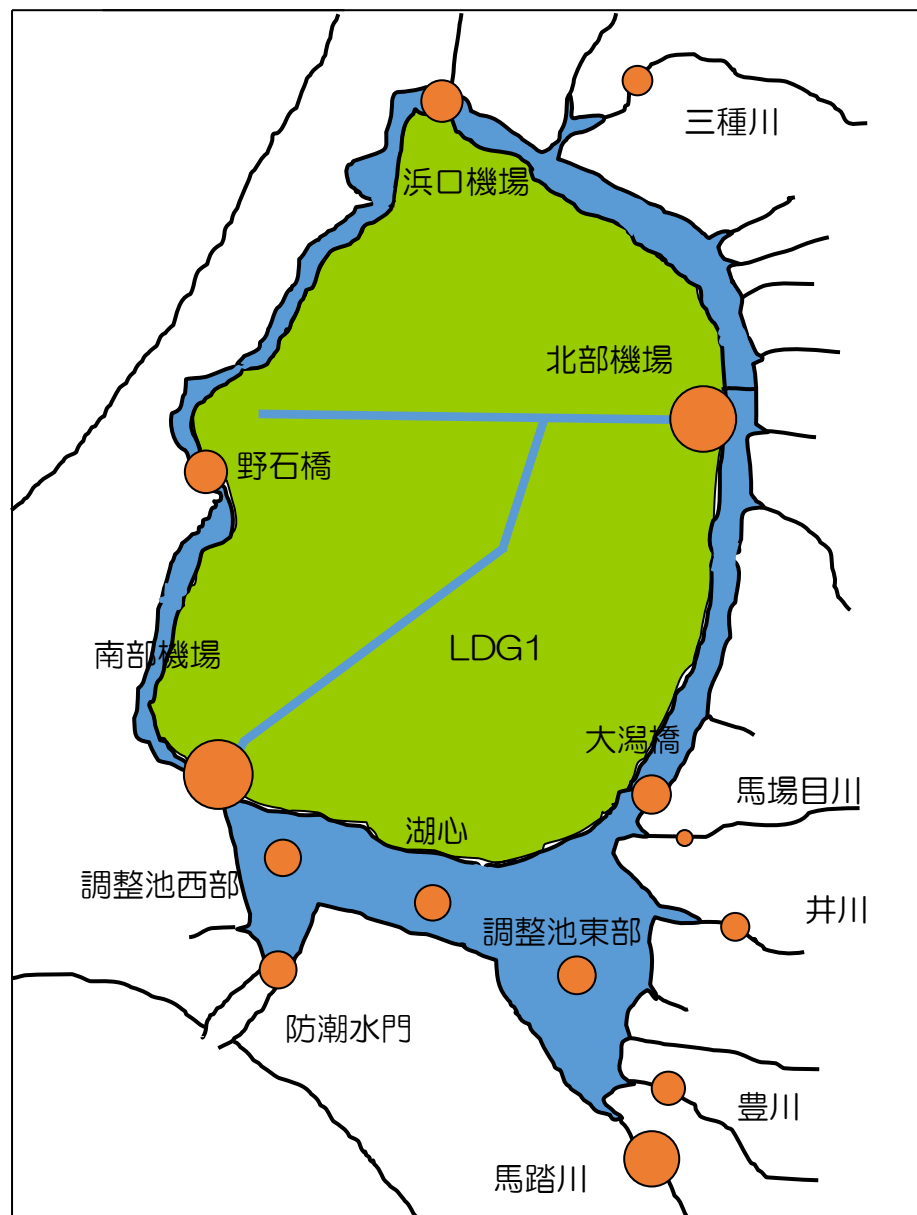 三種川
浜口機場
北部機場
野石橋
南部機場
LDG1
大潟橋
馬場目川
湖心
調整池西部
井川
調整池東部
防潮水門
豊川
馬踏川